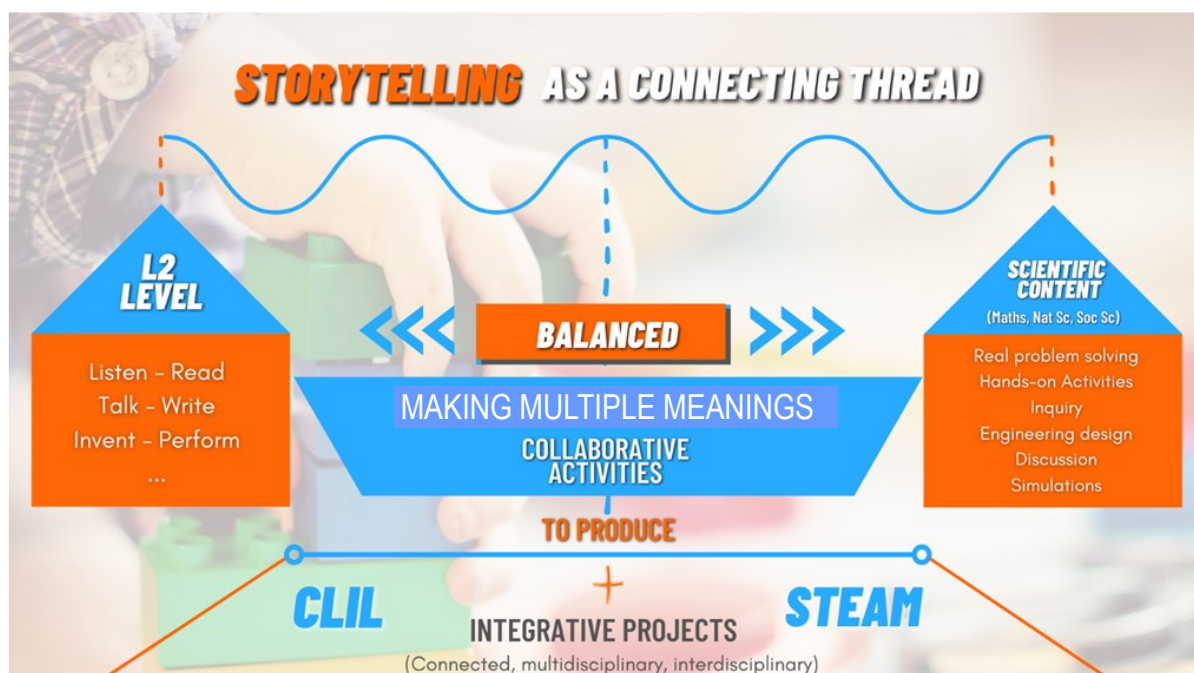 STORYTELLING AS A CONNECTING THREAD
L2
LEVEL
Listen - Read
Talk - Write
Invent - Perform
...
BALANCED
MAKING MULTIPLE MEANINGS
COLLABORATIVE
ACTIVITIES
SCIENTIFIC
CONTENT
(Maths, Nat Sc, Soc Sc)
Real problem solving
Hands-on Activities
Inquiry
Engineering design
Discussion
Simulations
TO PRODUCE
CLIL
+
STEAM
INTEGRATIVE PROJECTS
(Connected, multidisciplinary, interdisciplinary)